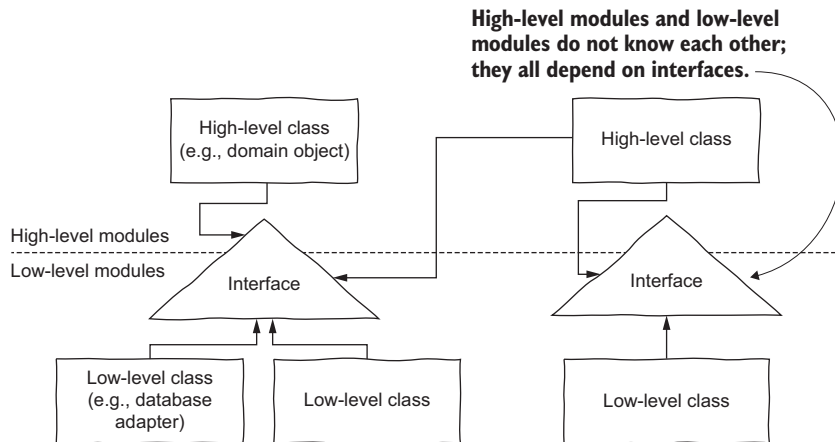 High-level modules and low-level
modules do not know each other;
they all depend on interfaces.
High-level class
(e.g., domain object)
High-level class
High-level modules
Low-level modules
Interface
Interface
Low-level class
(e.g., database
adapter)
Low-level class
Low-level class